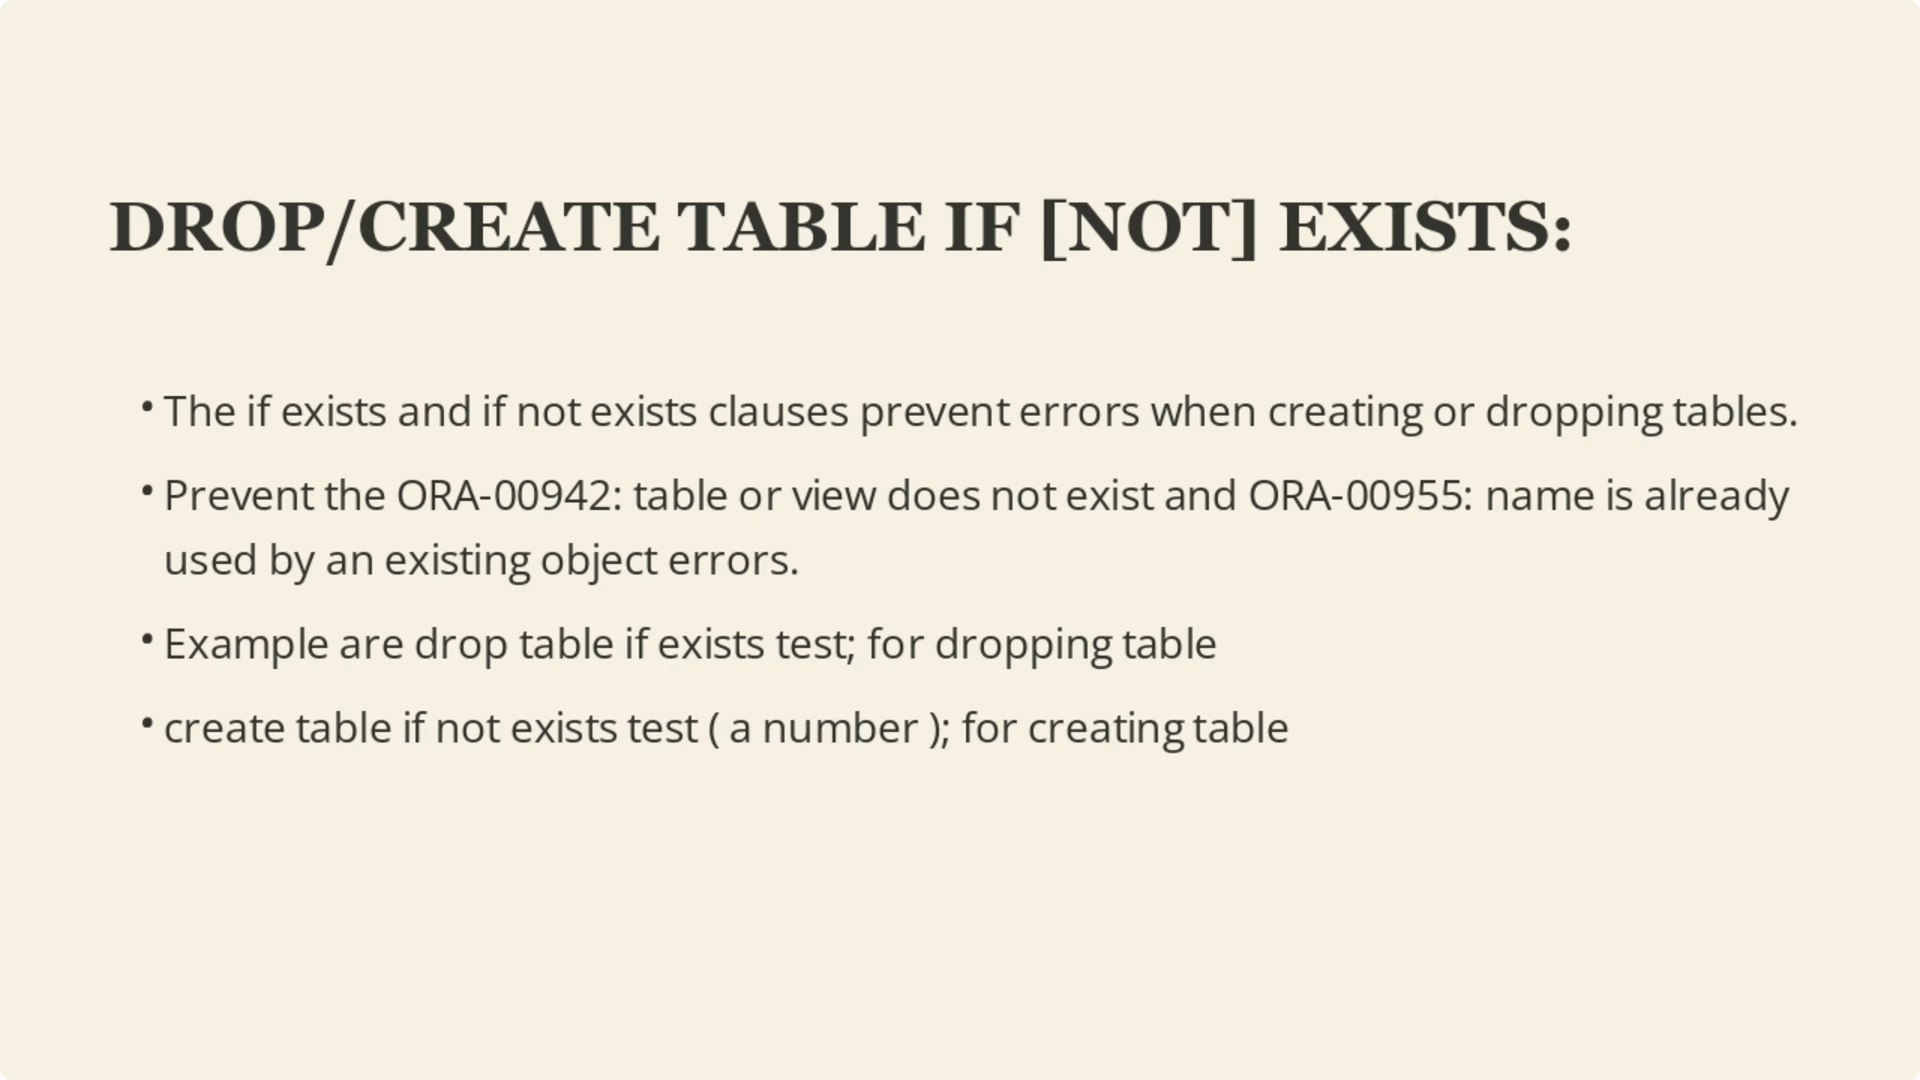 DROP/CREATE TABLE IF [NOT] EXISTS:
• The if exists and if not exists clauses prevent errors when creating or dropping tables.
• Prevent the ORA-00942: table or view does not exist and ORA-00955: name is already
used by an existing object errors.
• Example are drop table if exists test; for dropping table
• create table if not exists test ( a number ); for creating table